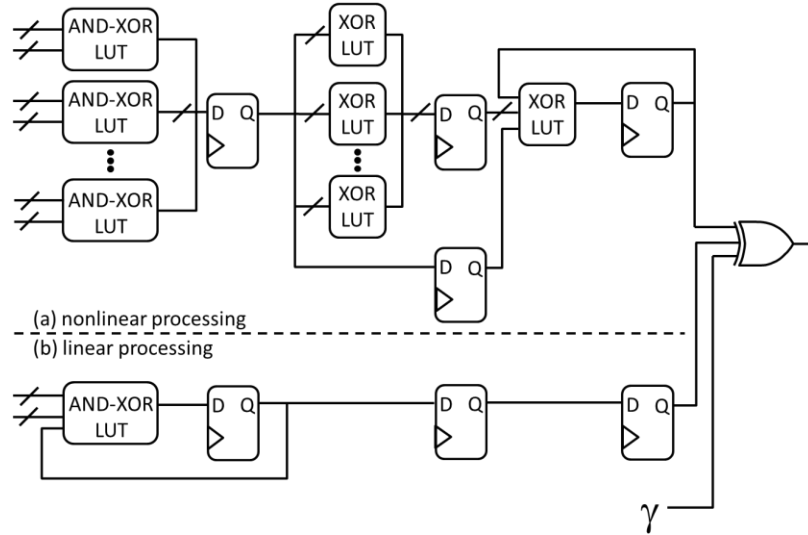 AND-XOR
LUT
AND-XOR
LUT
AND-XOR
LUT
D Q
XOR
LUT
XOR
LUT
XOR
LUT
D Q
D Q
XOR
LUT
D Q
(a) nonlinear processing
(b) linear processing
AND-XOR
LUT
D Q
D Q
D Q
γ